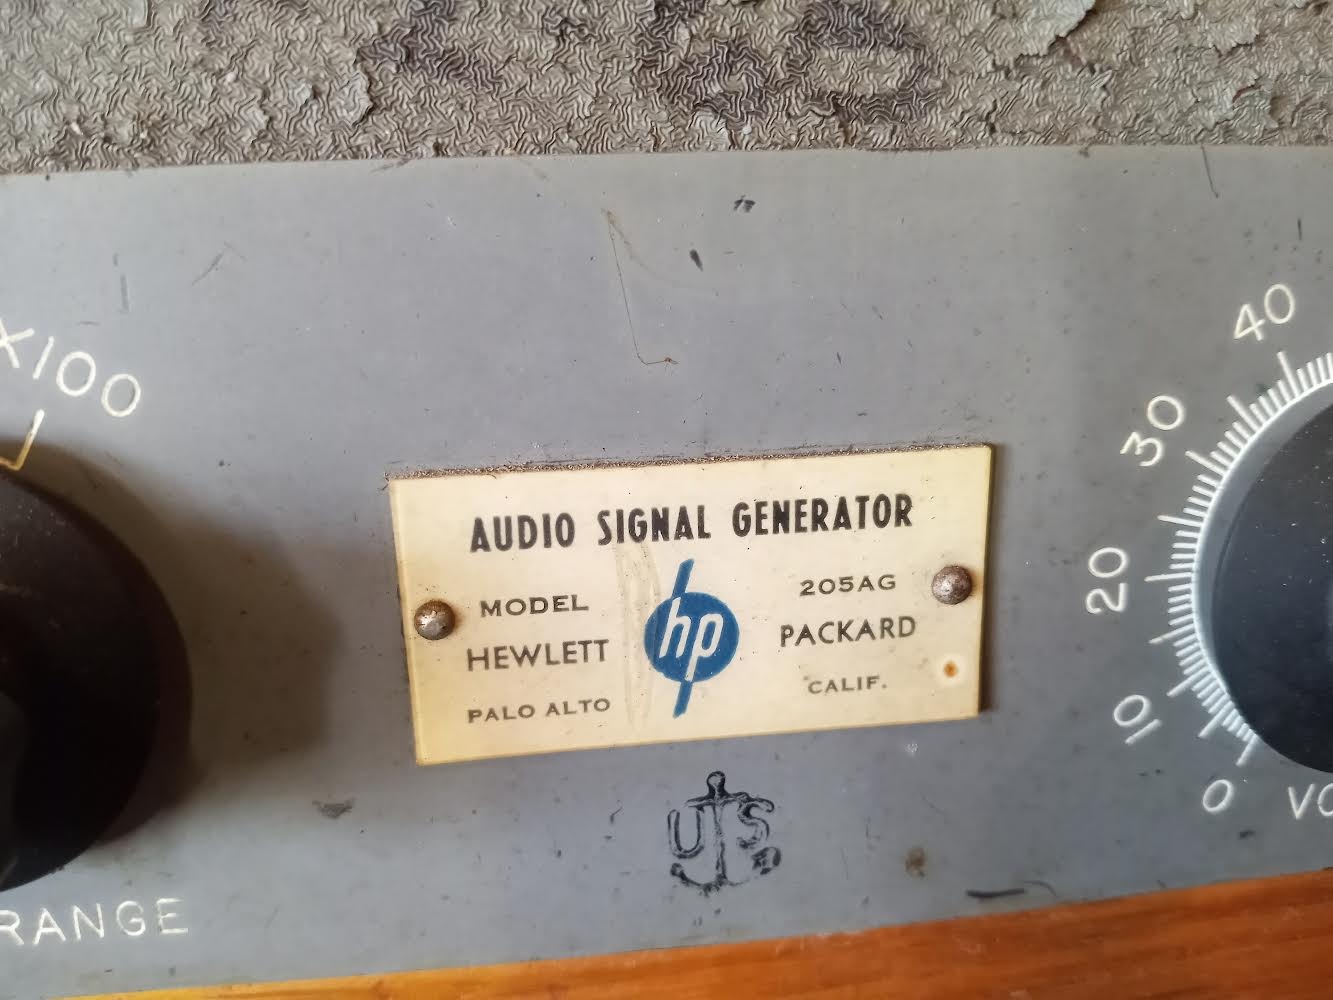 X100
40
30
20
10
0
AUDIO SIGNAL GENERATOR
MODEL 205AG
HEWLETT hp PACKARD
PALO ALTO CALIF.
US
RANGE